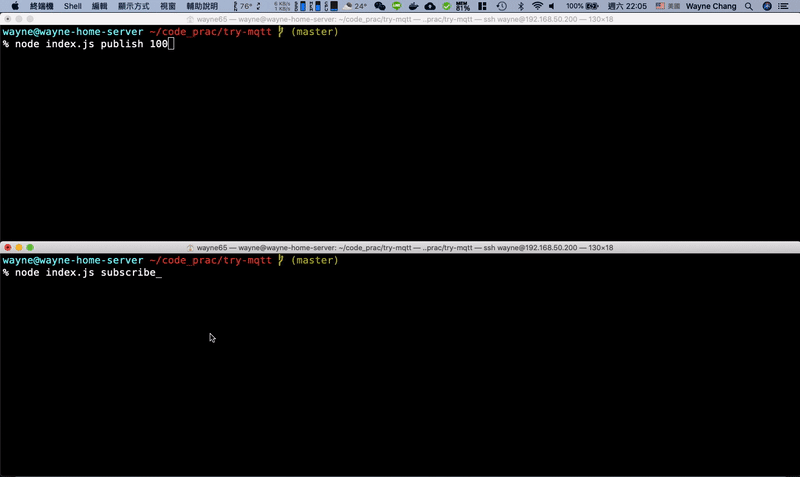 終端機 Shell 編輯 顯示方式 視窗 輔助說明 76° 6 KB/s 1 KB/s 24° MEM 81% 100% 週六 22:05 美國 Wayne Chang
wayne65 — wayne@wayne-home-server: ~/code_prac/try-mqtt — ..prac/try-mqtt — ssh wayne@192.168.50.200 — 130×18
wayne@wayne-home-server ~/code_prac/try-mqtt (master)
% node index.js publish 100
wayne65 — wayne@wayne-home-server: ~/code_prac/try-mqtt — ..prac/try-mqtt — ssh wayne@192.168.50.200 — 130×18
wayne@wayne-home-server ~/code_prac/try-mqtt (master)
% node index.js subscribe_